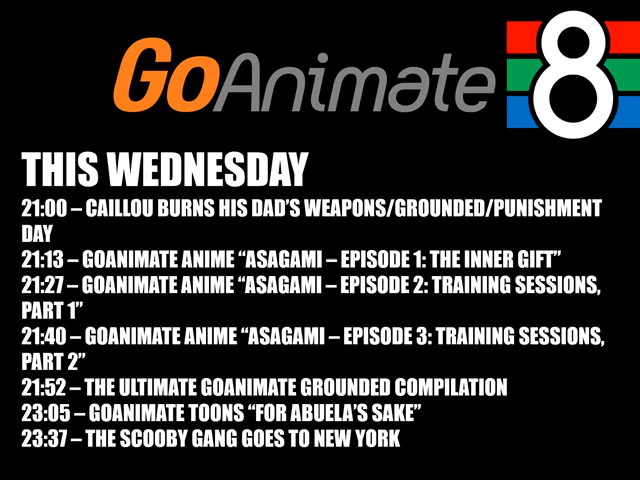 GoAnimate 8
THIS WEDNESDAY
21:00 – CAILLOU BURNS HIS DAD’S WEAPONS/GROUNDED/PUNISHMENT
DAY
21:13 – GOANIMATE ANIME “ASAGAMI – EPISODE 1: THE INNER GIFT”
21:27 – GOANIMATE ANIME “ASAGAMI – EPISODE 2: TRAINING SESSIONS,
PART 1”
21:40 – GOANIMATE ANIME “ASAGAMI – EPISODE 3: TRAINING SESSIONS,
PART 2”
21:52 – THE ULTIMATE GOANIMATE GROUNDED COMPILATION
23:05 – GOANIMATE TOONS “FOR ABUELA’S SAKE”
23:37 – THE SCOOBY GANG GOES TO NEW YORK